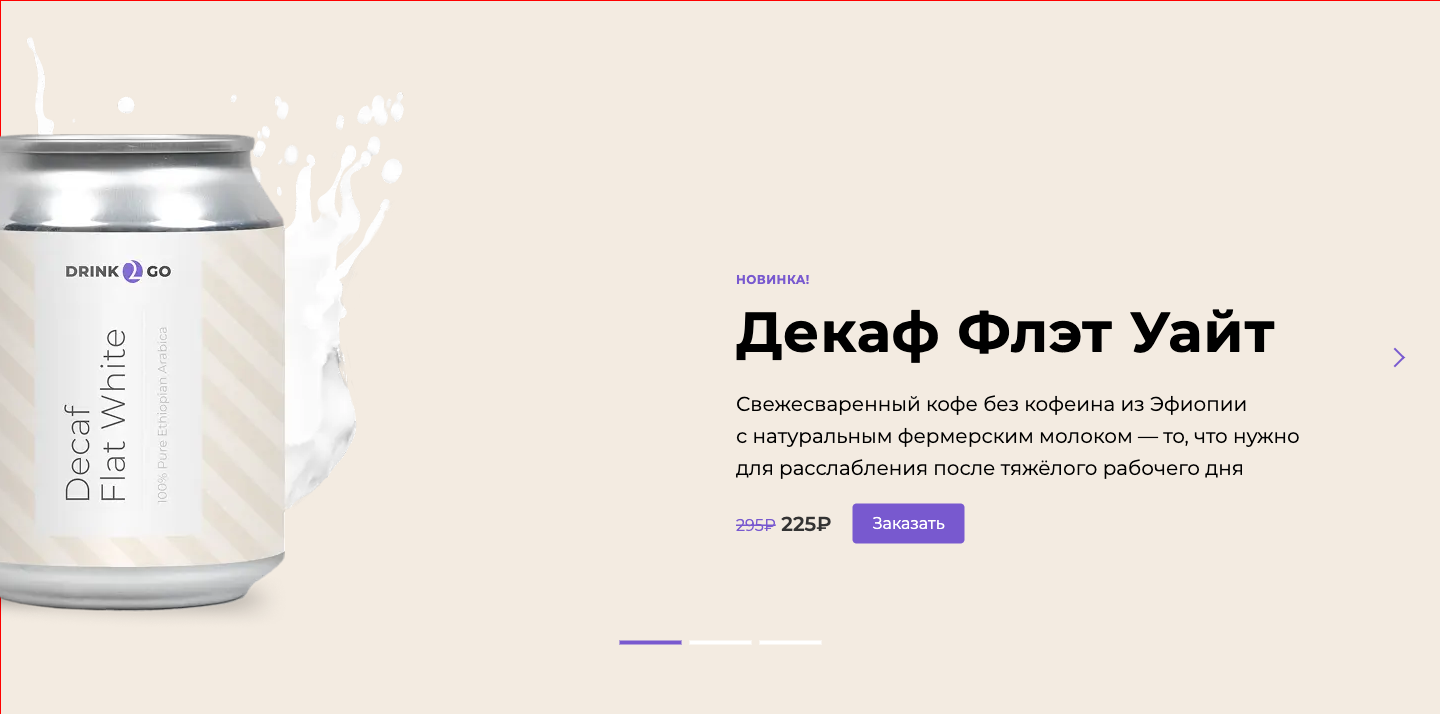 DRINK 2 GO
Decaf
Flat White
100% Pure Ethiopian Arabica
НОВИНКА!
Декаф Флэт Уайт
Свежесваренный кофе без кофеина из Эфиопии
с натуральным фермерским молоком — то, что нужно
для расслабления после тяжёлого рабочего дня
295₽ 225₽ Заказать